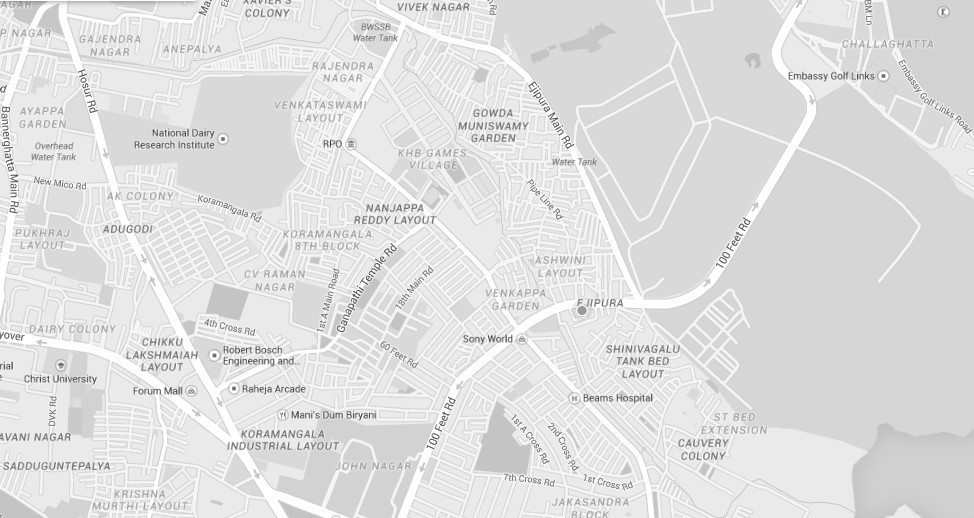 XAVIER'S
COLONY
VIVEK NAGAR
BWSSB
Water Tank
GAJENDRA
NAGAR
ANEPALYA
RAJENDRA
NAGAR
CHALLAGHATTA
Embassy Golf Links
Embassy Golf Links Road
Hosur Rd
Bannerghatta Main Rd
AYAPPA
GARDEN
Overhead
Water Tank
National Dairy
Research Institute
VENKATASWAMI
LAYOUT
RPO
GOWDA
MUNISWAMY
GARDEN
Ejipura Main Rd
KHB GAMES
VILLAGE
Water Tank
New Mico Rd
AK COLONY
Koramangala Rd
Pipe Line Rd
NANJAPPA
REDDY LAYOUT
ADUGODI
PUKHRAJ
LAYOUT
KORAMANGALA
8TH BLOCK
100 Feet Rd
Ganapathi Temple Rd
ASHWINI
LAYOUT
CV RAMAN
NAGAR
1st A Main Road
18th Main Rd
VENKAPPA
GARDEN
EJIPURA
DAIRY COLONY
4th Cross Rd
Sony World
CHIKKU
LAKSHMAIAH
LAYOUT
Robert Bosch
Engineering and...
60 Feet Rd
SHINIVAGALU
TANK BED
LAYOUT
Christ University
Forum Mall
Raheja Arcade
Beams Hospital
DVK Rd
Mani's Dum Biryani
100 Feet Rd
1st A Cross Rd
2nd Cross Rd
ST BED
EXTENSION
AVANI NAGAR
KORAMANGALA
INDUSTRIAL LAYOUT
CAUVERY
COLONY
SADDUGUNTEPALYA
JOHN NAGAR
7th Cross Rd
1st Cross Rd
KRISHNA
MURTHI LAYOUT
JAKASANDRA
BLOCK